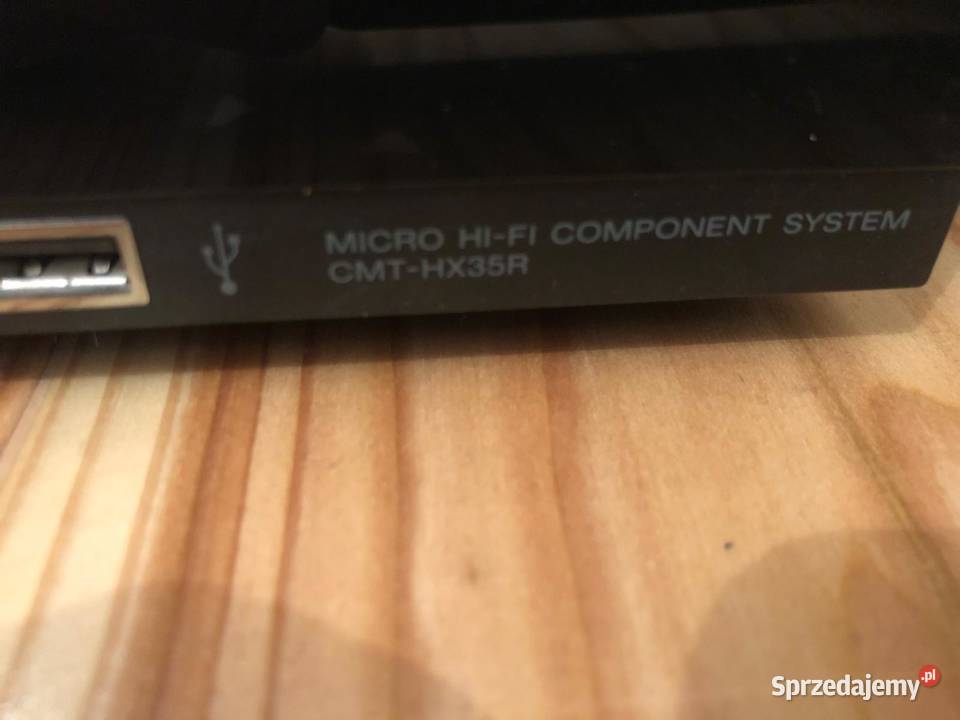 MICRO HI-FI COMPONENT SYSTEM
CMT-HX35R
Sprzedajemy.pl